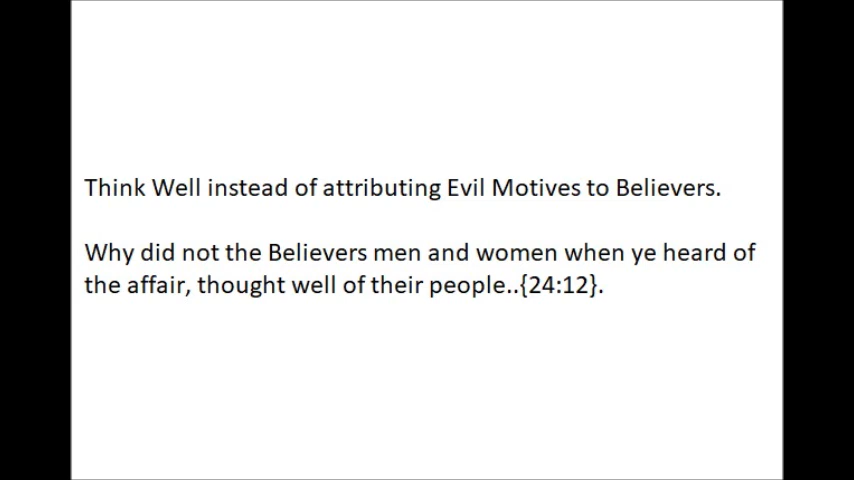 Think Well instead of attributing Evil Motives to Believers.
Why did not the Believers men and women when ye heard of
the affair, thought well of their people..{24:12}.